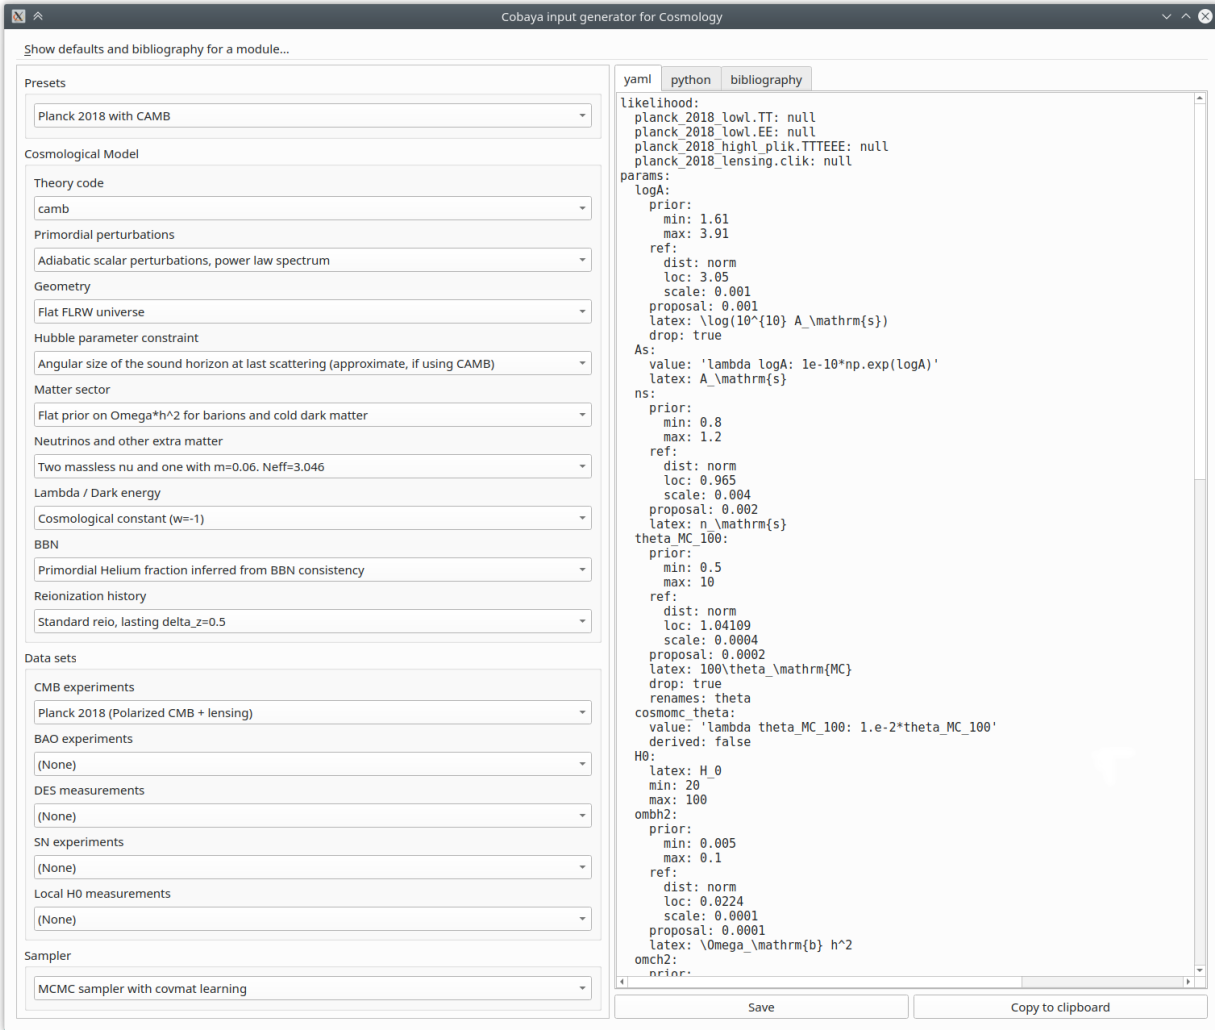 Cobaya input generator for Cosmology
Show defaults and bibliography for a module...
Presets
Planck 2018 with CAMB
Cosmological Model
Theory code
camb
Primordial perturbations
Adiabatic scalar perturbations, power law spectrum
Geometry
Flat FLRW universe
Hubble parameter constraint
Angular size of the sound horizon at last scattering (approximate, if using CAMB)
Matter sector
Flat prior on Omega*h^2 for barions and cold dark matter
Neutrinos and other extra matter
Two massless nu and one with m=0.06. Neff=3.046
Lambda / Dark energy
Cosmological constant (w=-1)
BBN
Primordial Helium fraction inferred from BBN consistency
Reionization history
Standard reio, lasting delta_z=0.5
Data sets
CMB experiments
Planck 2018 (Polarized CMB + lensing)
BAO experiments
(None)
DES measurements
(None)
SN experiments
(None)
Local H0 measurements
(None)
Sampler
MCMC sampler with covmat learning
yaml python bibliography
likelihood:
  planck_2018_lowl.TT: null
  planck_2018_lowl.EE: null
  planck_2018_highl_plik.TTTEEE: null
  planck_2018_lensing.clik: null
params:
  logA:
    prior:
      min: 1.61
      max: 3.91
    ref:
      dist: norm
      loc: 3.05
      scale: 0.001
    proposal: 0.001
    latex: \log(10^{10} A_\mathrm{s})
    drop: true
  As:
    value: 'lambda logA: 1e-10*np.exp(logA)'
    latex: A_\mathrm{s}
  ns:
    prior:
      min: 0.8
      max: 1.2
    ref:
      dist: norm
      loc: 0.965
      scale: 0.004
    proposal: 0.002
    latex: n_\mathrm{s}
  theta_MC_100:
    prior:
      min: 0.5
      max: 10
    ref:
      dist: norm
      loc: 1.04109
      scale: 0.0004
    proposal: 0.0002
    latex: 100\theta_\mathrm{MC}
    drop: true
    renames: theta
  cosmomc_theta:
    value: 'lambda theta_MC_100: 1.e-2*theta_MC_100'
    derived: false
  H0:
    latex: H_0
    min: 20
    max: 100
  ombh2:
    prior:
      min: 0.005
      max: 0.1
    ref:
      dist: norm
      loc: 0.0224
      scale: 0.0001
    proposal: 0.0001
    latex: \Omega_\mathrm{b} h^2
  omch2:
    prior:
Save
Copy to clipboard